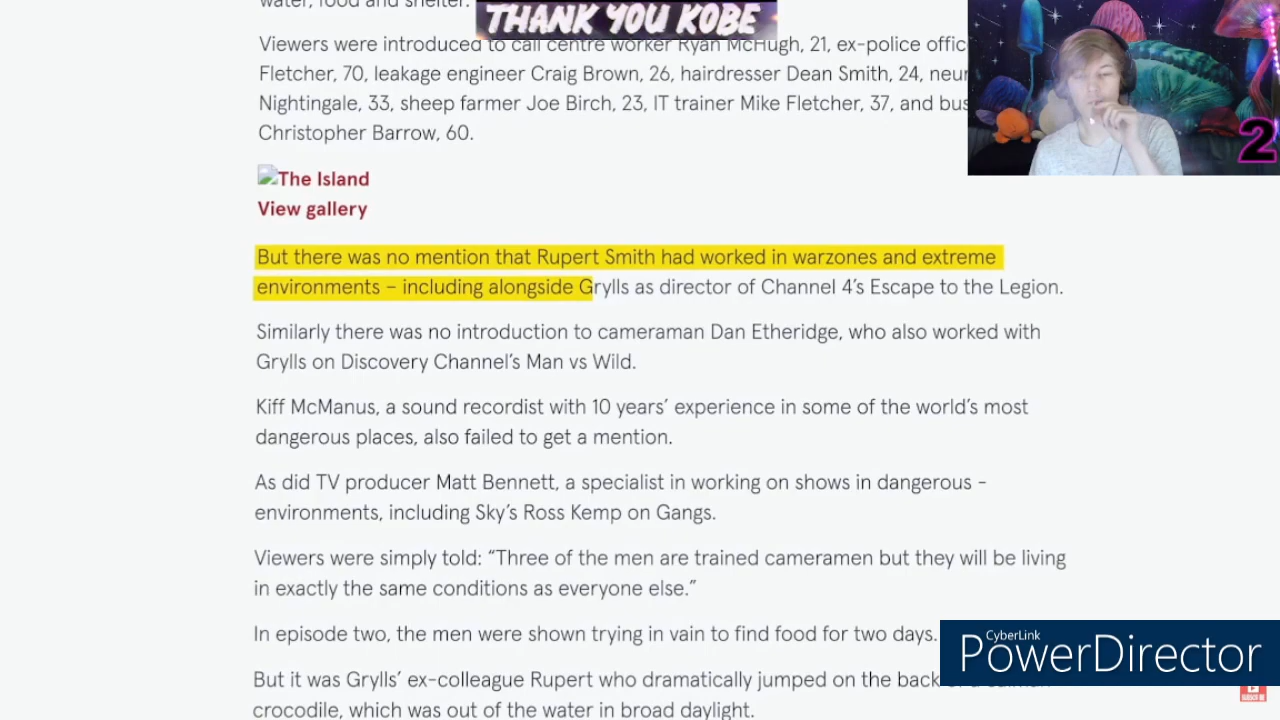 water, food and shelter.
THANK YOU KOBE
Viewers were introduced to call centre worker Ryan McHugh, 21, ex-police offic
Fletcher, 70, leakage engineer Craig Brown, 26, hairdresser Dean Smith, 24, neur
Nightingale, 33, sheep farmer Joe Birch, 23, IT trainer Mike Fletcher, 37, and bus
Christopher Barrow, 60.
2
The Island
View gallery
But there was no mention that Rupert Smith had worked in warzones and extreme
environments – including alongside Grylls as director of Channel 4's Escape to the Legion.
Similarly there was no introduction to cameraman Dan Etheridge, who also worked with
Grylls on Discovery Channel's Man vs Wild.
Kiff McManus, a sound recordist with 10 years' experience in some of the world's most
dangerous places, also failed to get a mention.
As did TV producer Matt Bennett, a specialist in working on shows in dangerous -
environments, including Sky's Ross Kemp on Gangs.
Viewers were simply told: “Three of the men are trained cameramen but they will be living
in exactly the same conditions as everyone else.”
In episode two, the men were shown trying in vain to find food for two days.
CyberLink
PowerDirector
But it was Grylls' ex-colleague Rupert who dramatically jumped on the back
crocodile, which was out of the water in broad daylight.